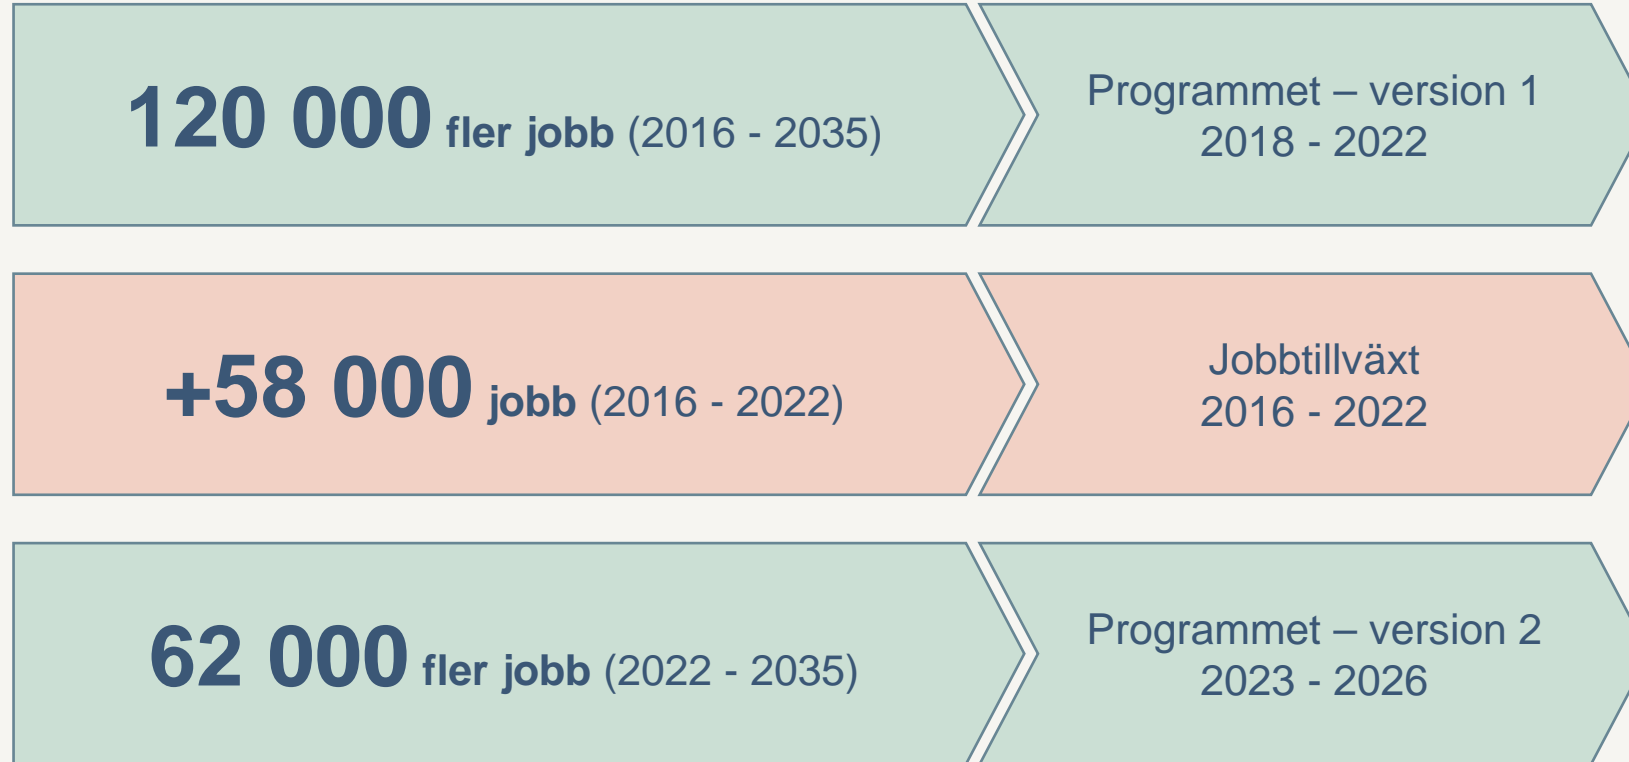 120 000 fler jobb (2016 - 2035)
Programmet – version 1
2018 - 2022
+58 000 jobb (2016 - 2022)
Jobbtillväxt
2016 - 2022
62 000 fler jobb (2022 - 2035)
Programmet – version 2
2023 - 2026